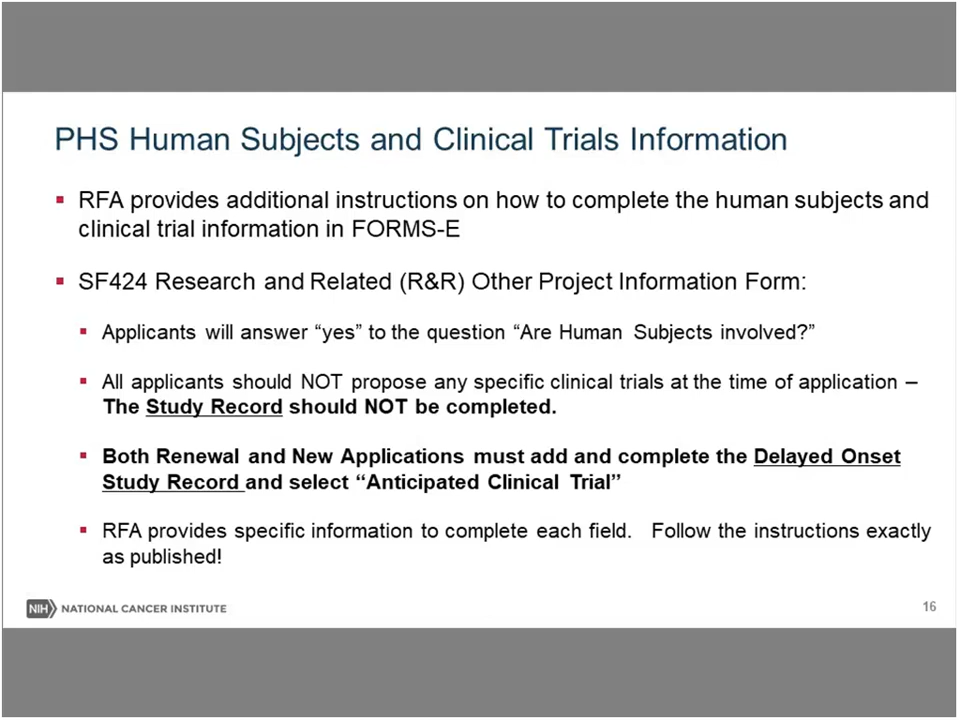 PHS Human Subjects and Clinical Trials Information
▪ RFA provides additional instructions on how to complete the human subjects and
clinical trial information in FORMS-E
▪ SF424 Research and Related (R&R) Other Project Information Form:
▪ Applicants will answer “yes” to the question “Are Human Subjects involved?”
▪ All applicants should NOT propose any specific clinical trials at the time of application –
The Study Record should NOT be completed.
▪ Both Renewal and New Applications must add and complete the Delayed Onset
Study Record and select “Anticipated Clinical Trial”
▪ RFA provides specific information to complete each field. Follow the instructions exactly
as published!
NIH NATIONAL CANCER INSTITUTE
16